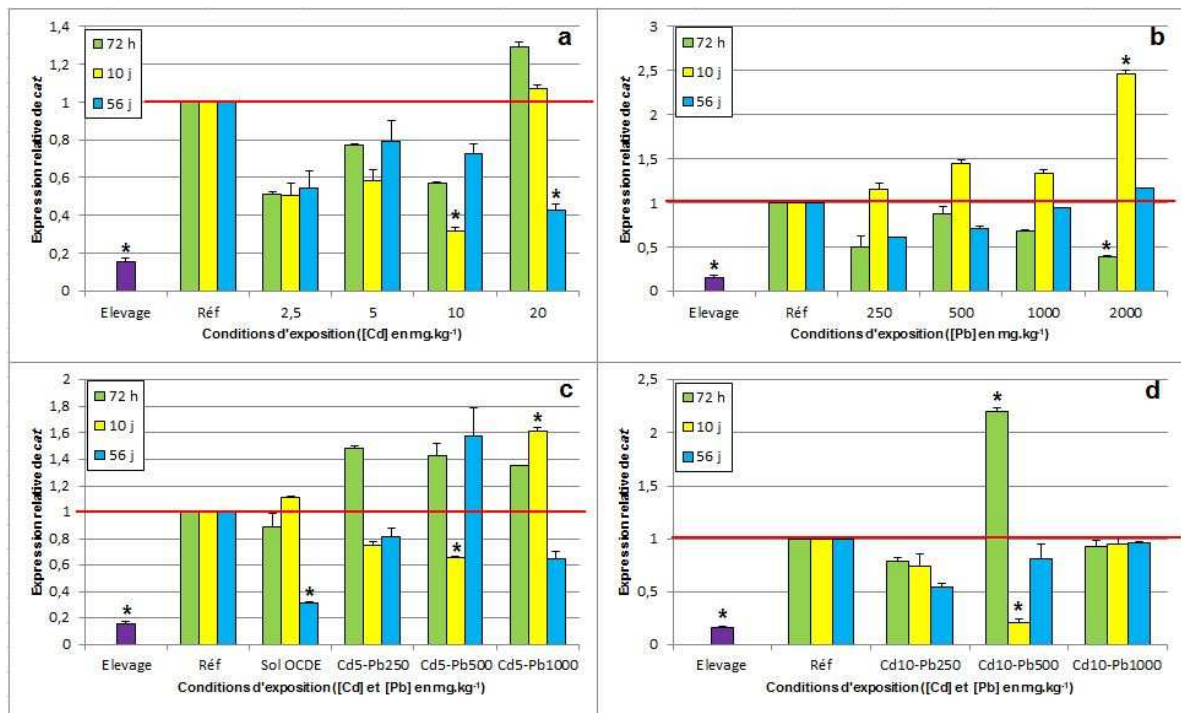 a
72 h
10 j
56 j
Expression relative de cat
1,4
1,2
1
0,8
0,6
0,4
0,2
0
*
*
*
Elevage
Réf
2,5
5
10
20
Conditions d'exposition ([Cd] en mg.kg⁻¹)
b
72 h
10 j
56 j
Expression relative de cat
3
2,5
2
1,5
1
0,5
0
*
*
*
Elevage
Réf
250
500
1000
2000
Conditions d'exposition ([Pb] en mg.kg⁻¹)
c
72 h
10 j
56 j
Expression relative de cat
2
1,8
1,6
1,4
1,2
1
0,8
0,6
0,4
0,2
0
*
*
*
*
Elevage
Réf
Sol OCDE
Cd5-Pb250
Cd5-Pb500
Cd5-Pb1000
Conditions d'exposition ([Cd] et [Pb] en mg.kg⁻¹)
d
72 h
10 j
56 j
Expression relative de cat
2,5
2
1,5
1
0,5
0
*
*
*
Elevage
Réf
Cd10-Pb250
Cd10-Pb500
Cd10-Pb1000
Conditions d'exposition ([Cd] et [Pb] en mg.kg⁻¹)